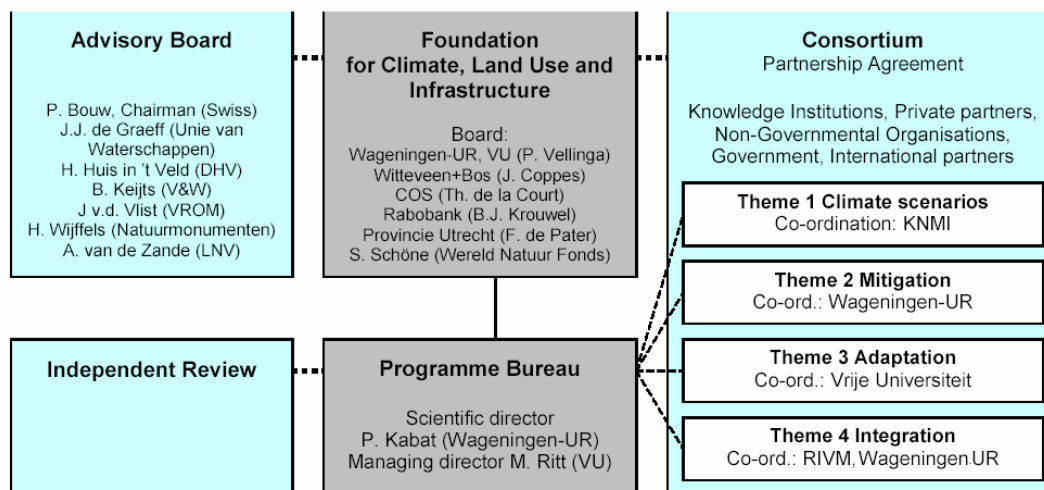 Advisory Board
P. Bouw, Chairman (Swiss)
J.J. de Graeff (Unie van
Waterschappen)
H. Huis in 't Veld (DHV)
B. Keijts (V&W)
J v.d. Vlist (VROM)
H. Wijffels (Natuurmonumenten)
A. van de Zande (LNV)
Foundation
for Climate, Land Use and
Infrastructure
Board:
Wageningen-UR, VU (P. Vellinga)
Witteveen+Bos (J. Coppes)
COS (Th. de la Court)
Rabobank (B.J. Krouwel)
Provincie Utrecht (F. de Pater)
S. Schöne (Wereld Natuur Fonds)
Consortium
Partnership Agreement
Knowledge Institutions, Private partners,
Non-Governmental Organisations,
Government, International partners
Theme 1 Climate scenarios
Co-ordination: KNMI
Theme 2 Mitigation
Co-ord.: Wageningen-UR
Theme 3 Adaptation
Co-ord.: Vrije Universiteit
Theme 4 Integration
Co-ord.: RIVM, Wageningen UR
Independent Review
Programme Bureau
Scientific director
P. Kabat (Wageningen-UR)
Managing director M. Ritt (VU)